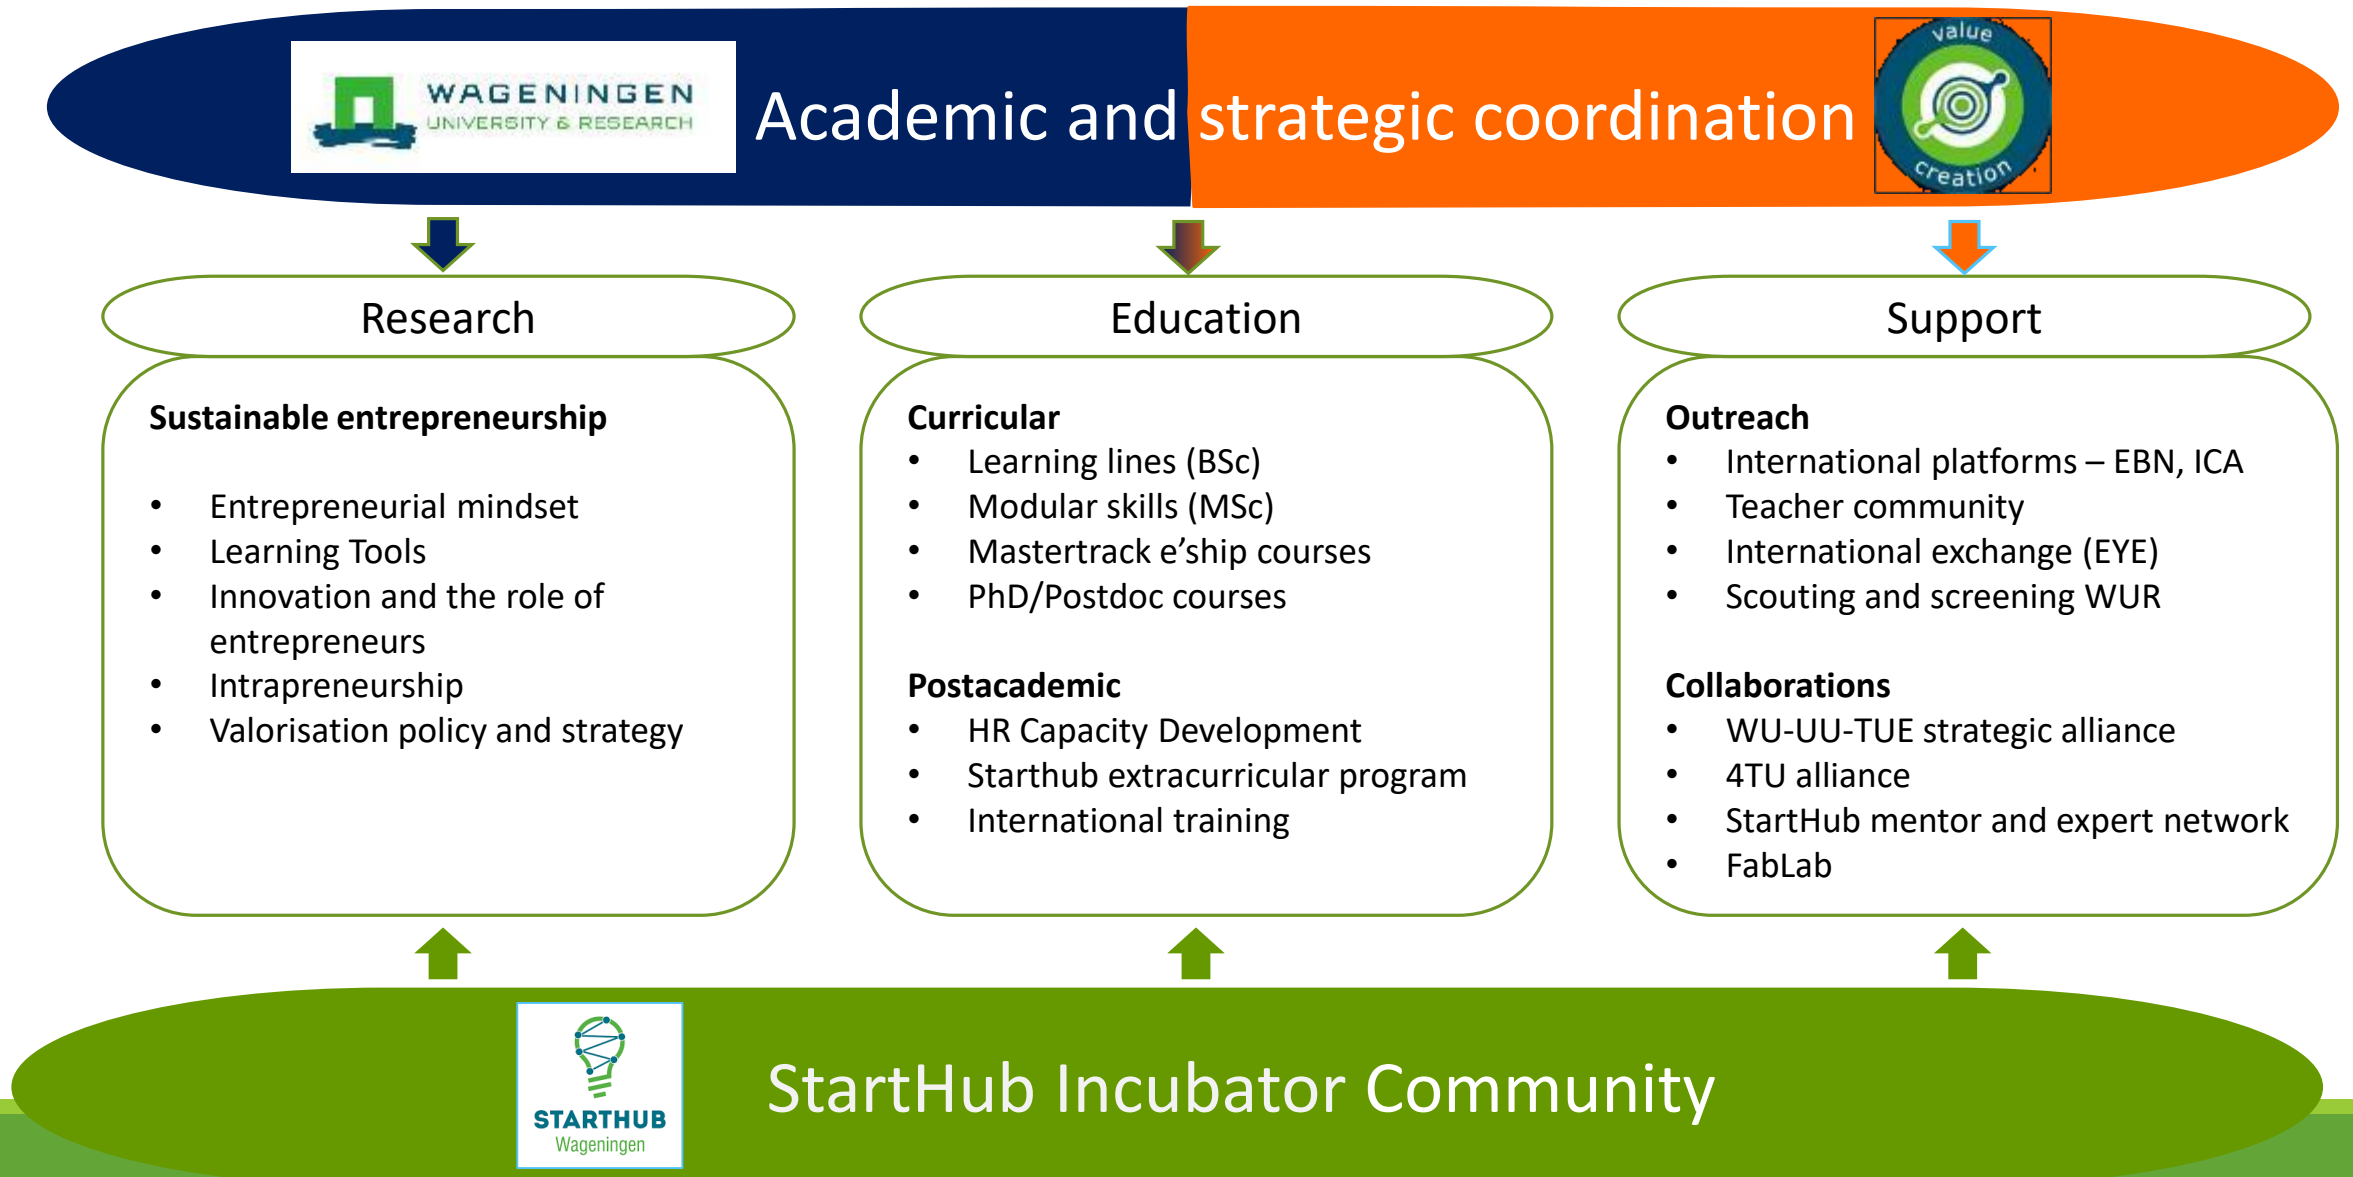 WAGENINGEN
UNIVERSITY & RESEARCH
Academic and strategic coordination
value
creation
Research
Sustainable entrepreneurship
• Entrepreneurial mindset
• Learning Tools
• Innovation and the role of
entrepreneurs
• Intrapreneurship
• Valorisation policy and strategy
Education
Curricular
• Learning lines (BSc)
• Modular skills (MSc)
• Mastertrack e’ship courses
• PhD/Postdoc courses
Postacademic
• HR Capacity Development
• Starthub extracurricular program
• International training
Support
Outreach
• International platforms – EBN, ICA
• Teacher community
• International exchange (EYE)
• Scouting and screening WUR
Collaborations
• WU-UU-TUE strategic alliance
• 4TU alliance
• StartHub mentor and expert network
• FabLab
STARTHUB
Wageningen
StartHub Incubator Community